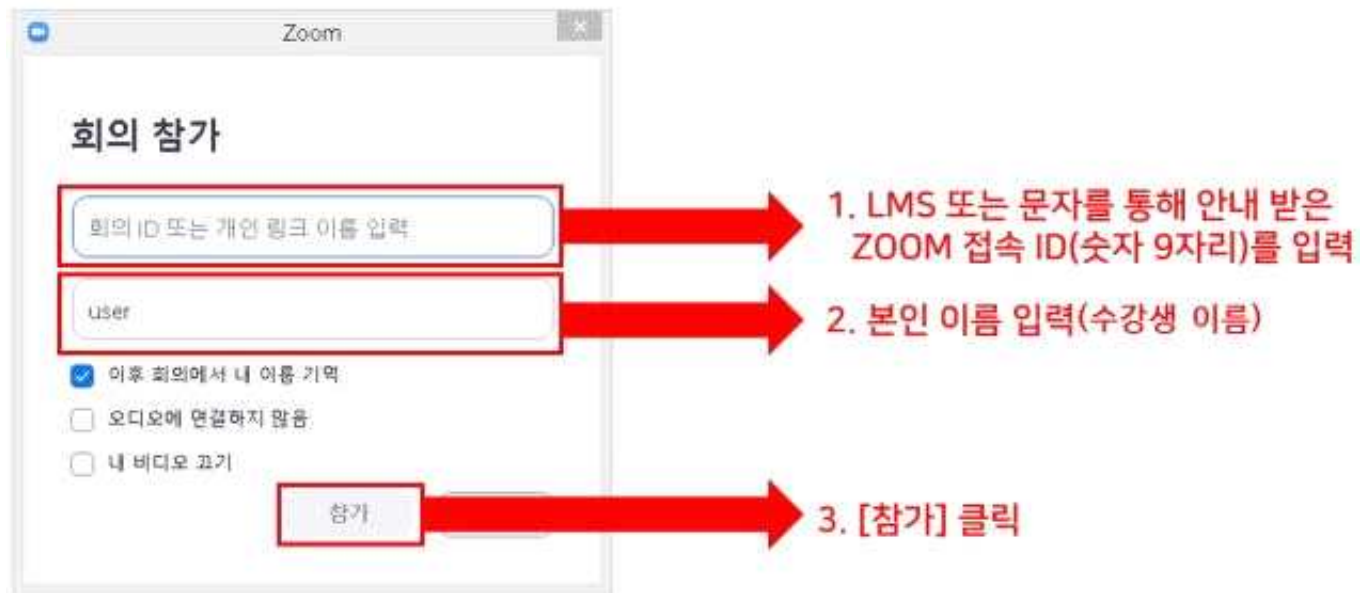 Zoom
회의 참가
회의 ID 또는 개인 링크 이름 입력
user
이후 회의에서 내 이름 기억
오디오에 연결하지 않음
내 비디오 끄기
참가
1. LMS 또는 문자를 통해 안내 받은
ZOOM 접속 ID(숫자 9자리)를 입력
2. 본인 이름 입력(수강생 이름)
3. [참가] 클릭